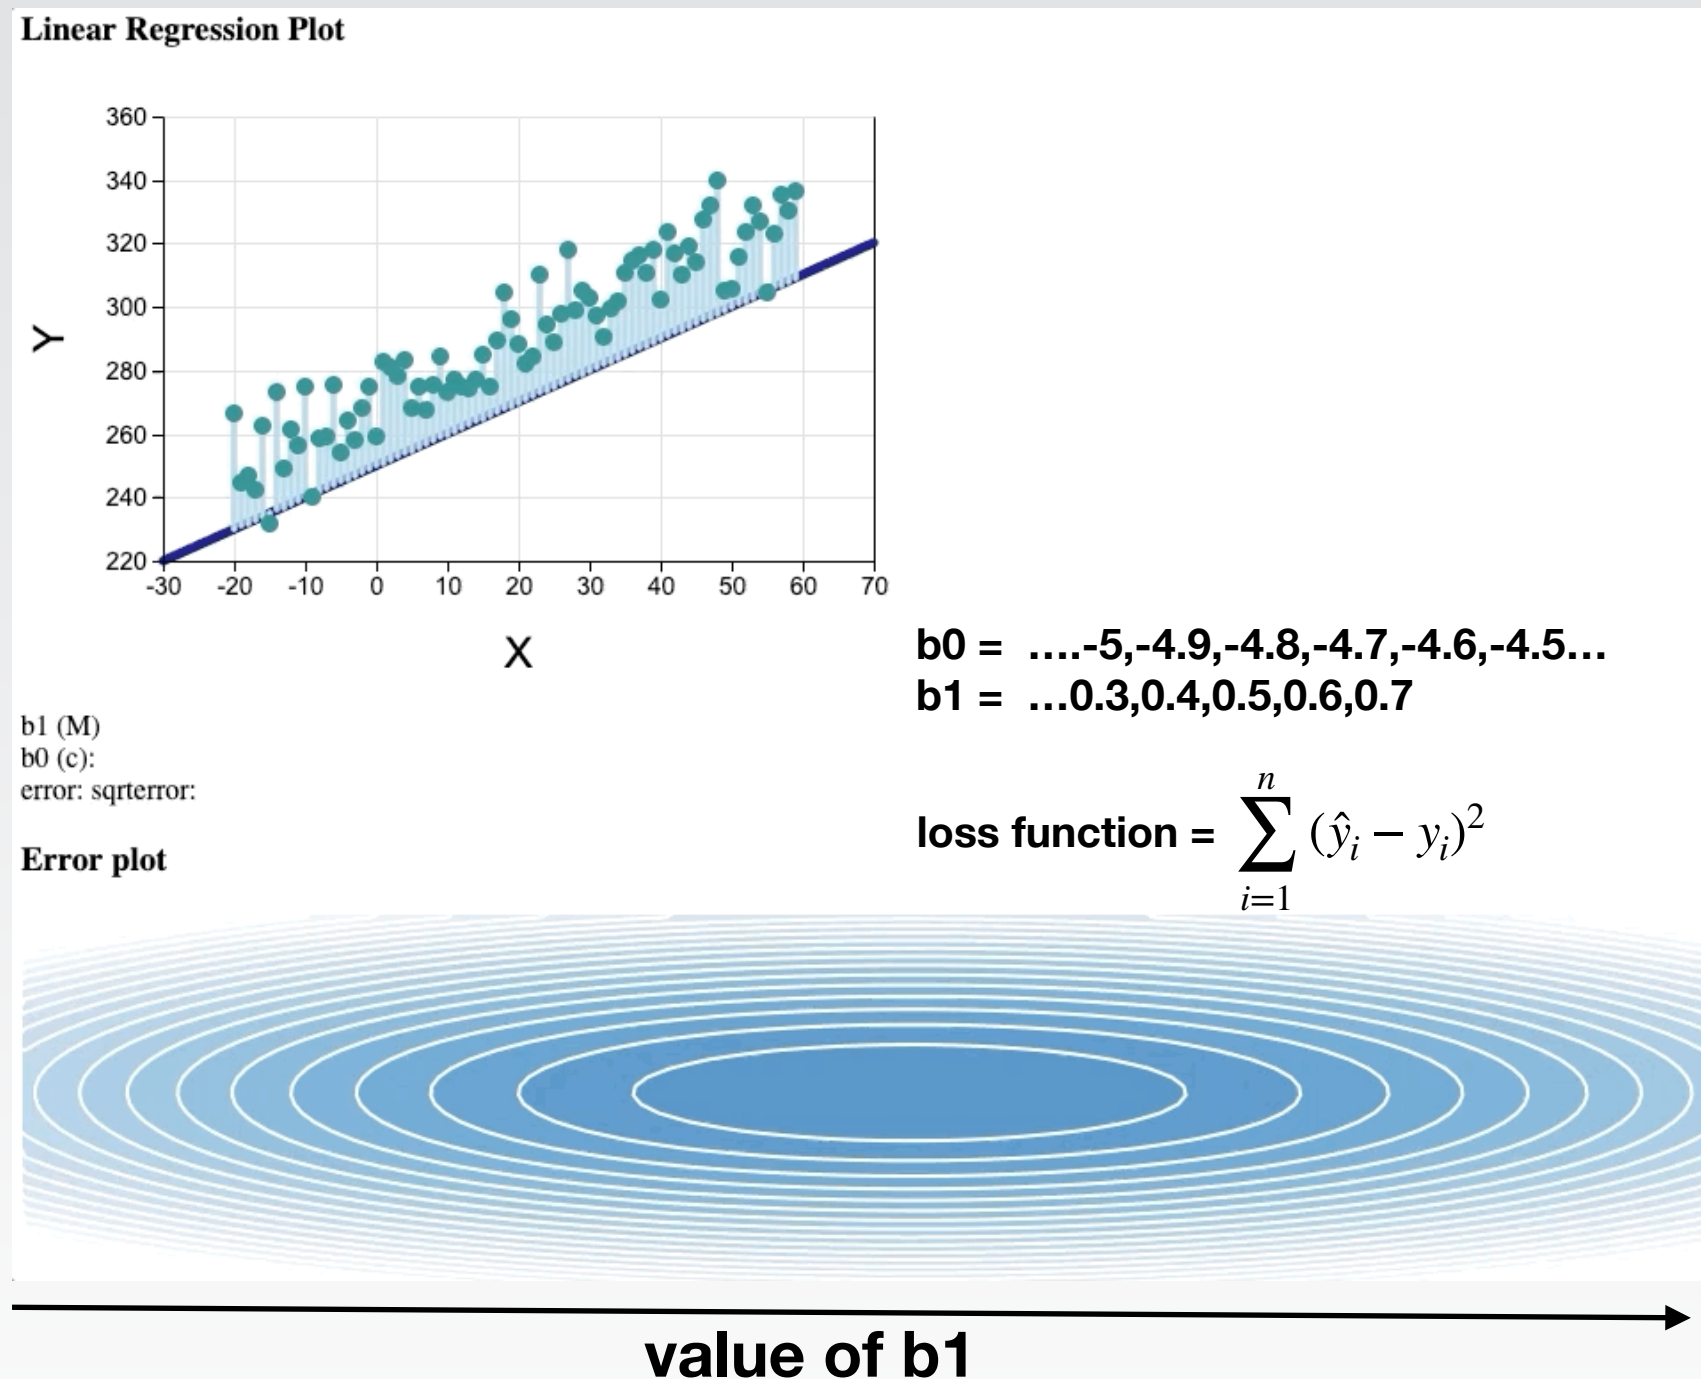 Linear Regression Plot
360
340
320
300
280
260
240
220
Y
-30 -20 -10 0 10 20 30 40 50 60 70
X
b0 = ….-5,-4.9,-4.8,-4.7,-4.6,-4.5…
b1 = …0.3,0.4,0.5,0.6,0.7
b1 (M)
b0 (c):
error: sqrterror:
loss function = \sum_{i=1}^{n} (\hat{y}_i - y_i)^2
Error plot
value of b1